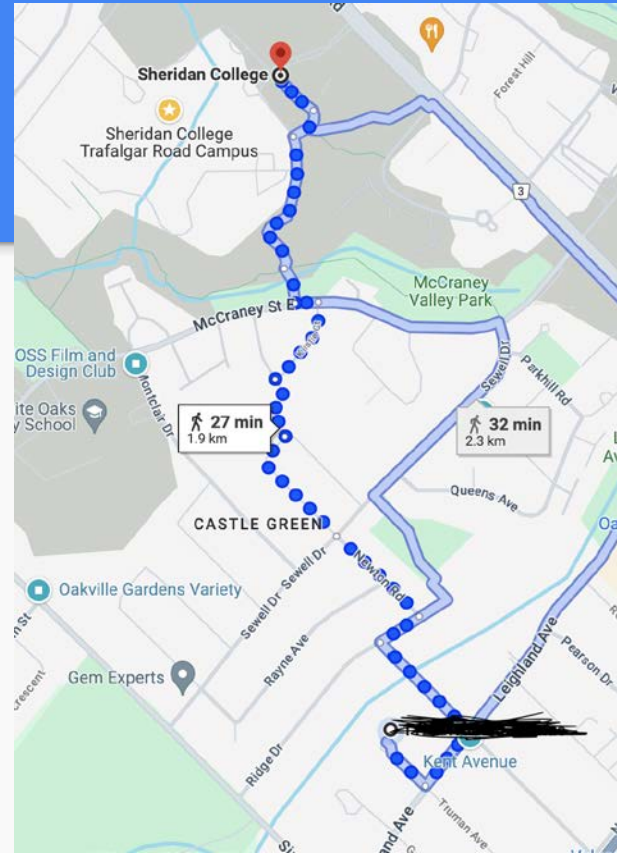 Sheridan College
Sheridan College
Trafalgar Road Campus
Forest Hill
3
McCraney
Valley Park
McCraney St E
OSS Film and
Design Club
Montclair Dr
ite Oaks
y School
27 min
1.9 km
Sewell Dr
Parkhill Rd
32 min
2.3 km
Queens Ave
CASTLE GREEN
Newton Rd
Oakville Gardens Variety
Sewell Dr
Sewell Dr
Rayne Ave
Gem Experts
Crescent
Ridge Dr
Leighland Ave
Pearson Dr
Kent Avenue
Truman Ave